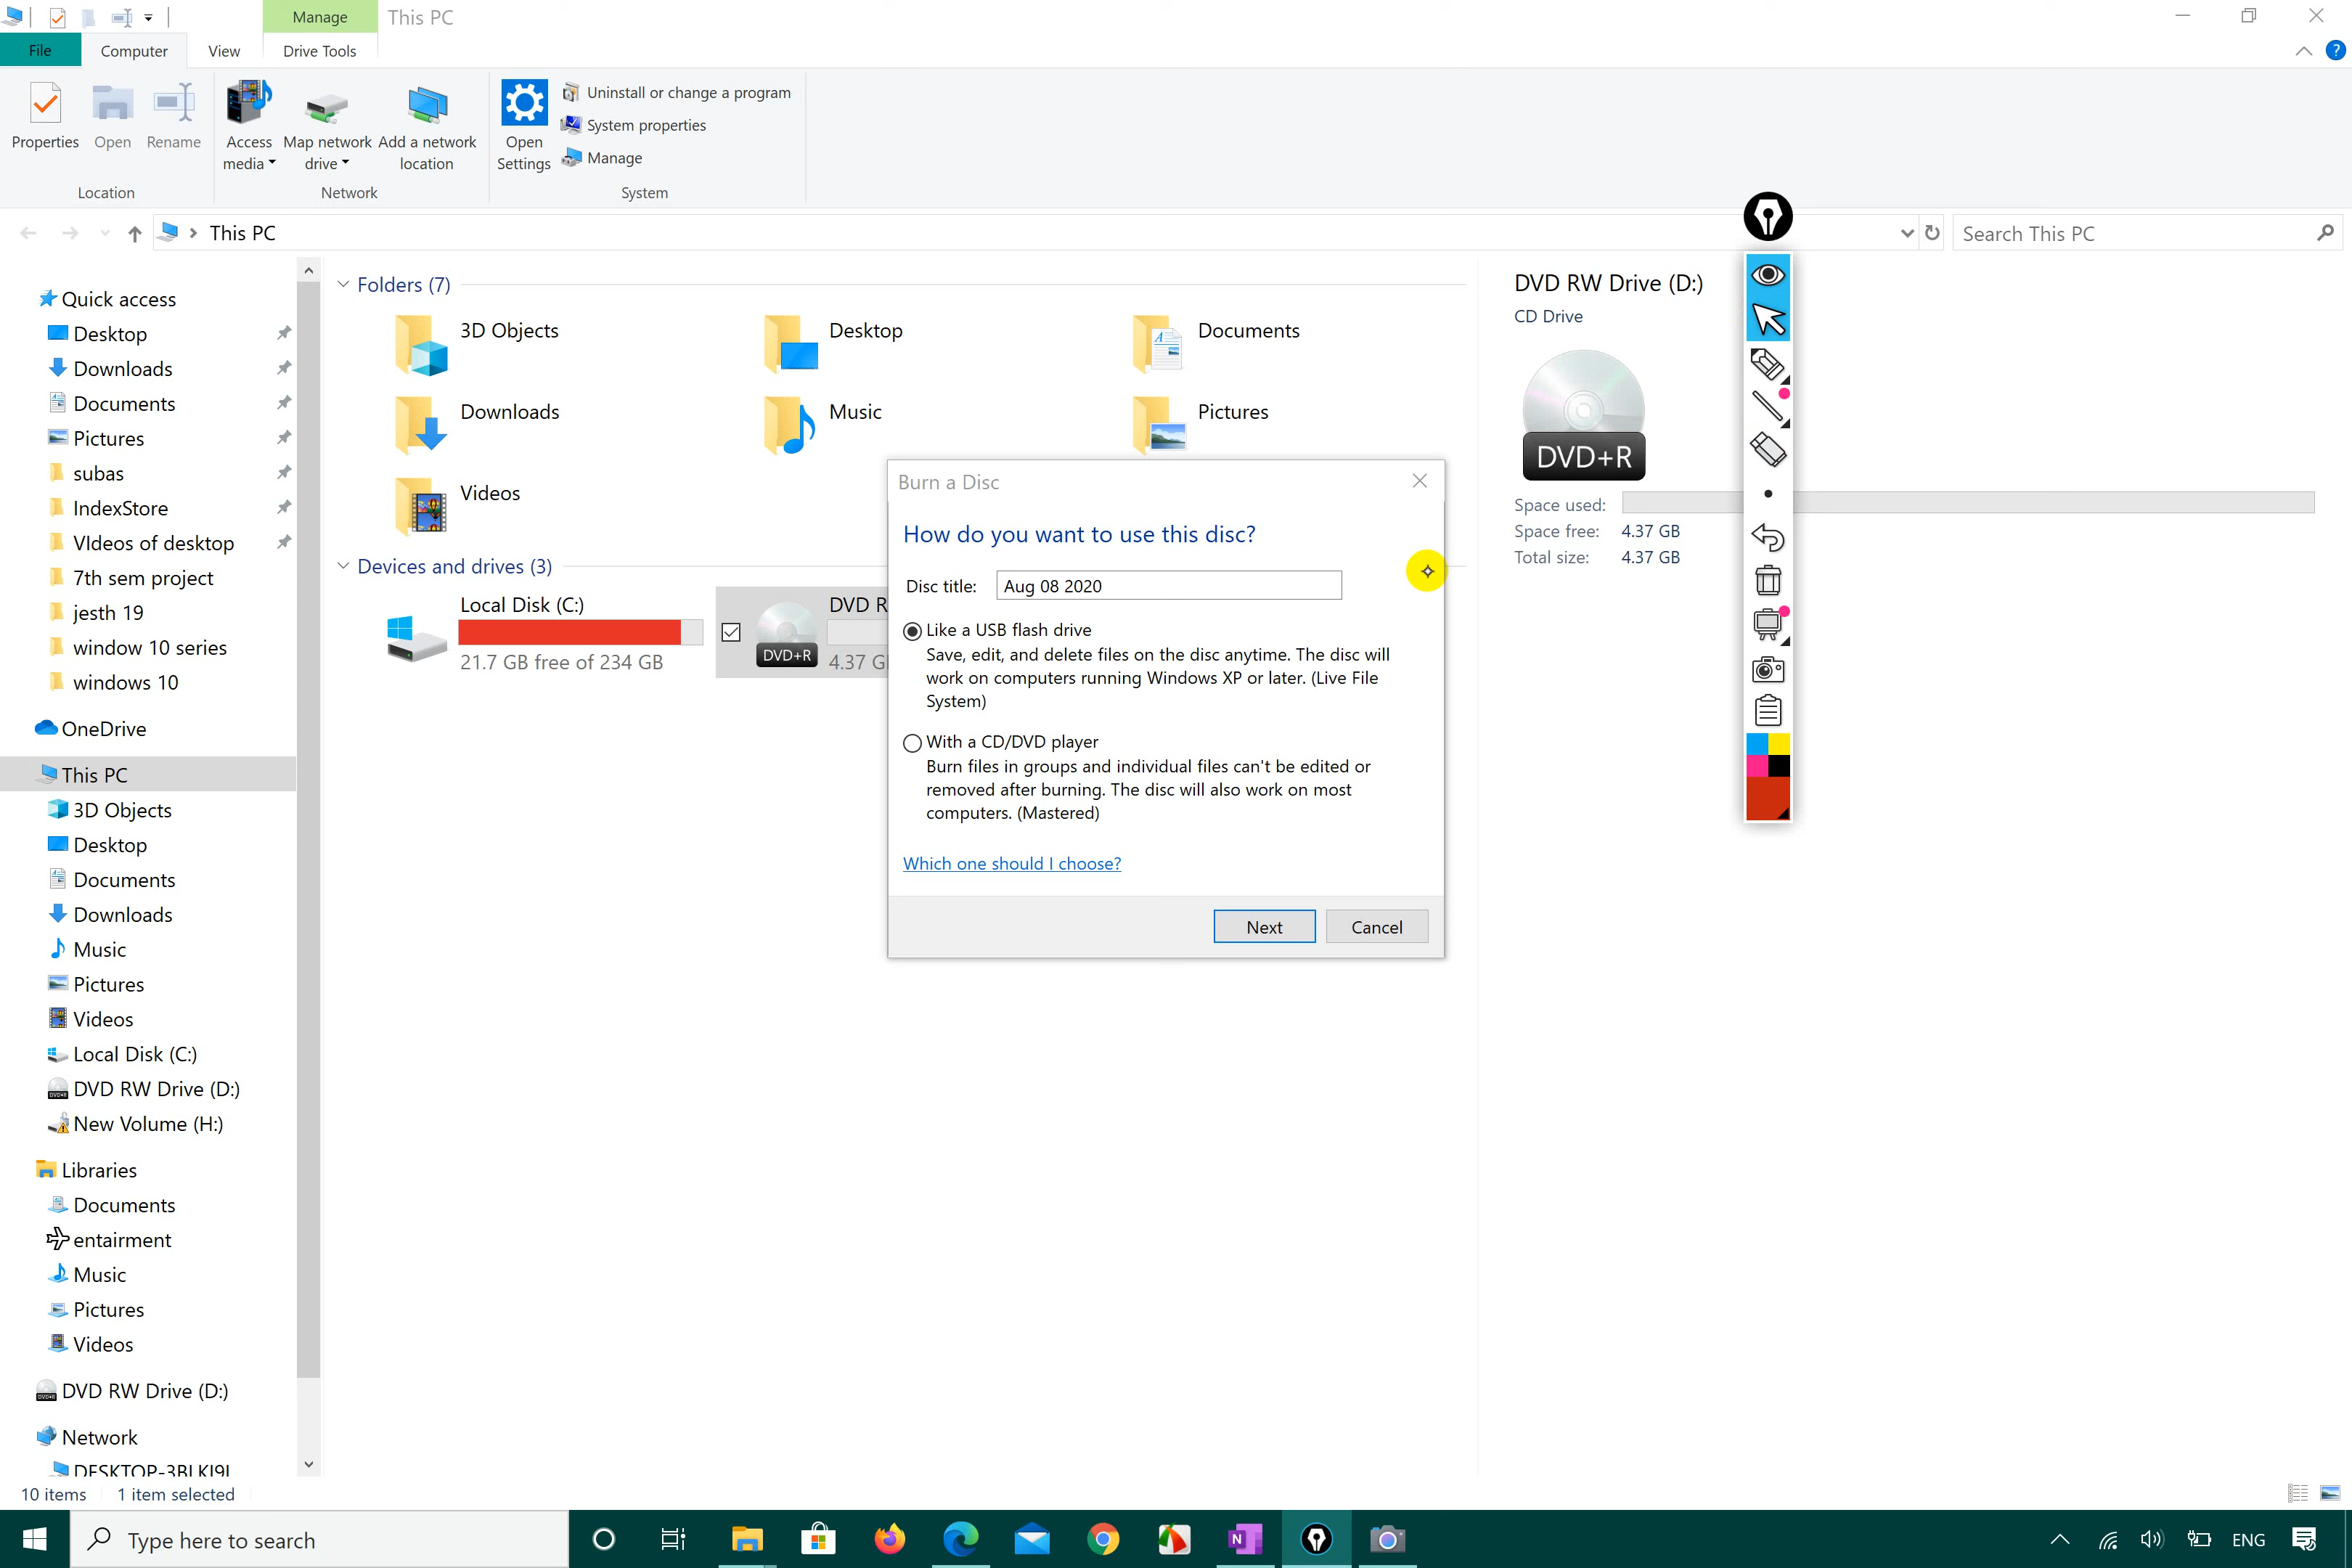 Manage
This PC
File
Computer
View
Drive Tools
Properties
Open
Rename
Access media
Map network drive
Add a network location
Open Settings
Uninstall or change a program
System properties
Manage
Location
Network
System
This PC
Search This PC
Quick access
Desktop
Downloads
Documents
Pictures
subas
IndexStore
VIdeos of desktop
7th sem project
jesth 19
window 10 series
windows 10
OneDrive
This PC
3D Objects
Desktop
Documents
Downloads
Music
Pictures
Videos
Local Disk (C:)
DVD RW Drive (D:)
New Volume (H:)
Libraries
Documents
entairment
Music
Pictures
Videos
DVD RW Drive (D:)
Network
Folders (7)
3D Objects
Desktop
Documents
Downloads
Music
Pictures
Videos
Devices and drives (3)
Local Disk (C:)
21.7 GB free of 234 GB
DVD R
DVD+R
4.37 G
Burn a Disc
How do you want to use this disc?
Disc title:
Aug 08 2020
Like a USB flash drive
Save, edit, and delete files on the disc anytime. The disc will
work on computers running Windows XP or later. (Live File
System)
With a CD/DVD player
Burn files in groups and individual files can't be edited or
removed after burning. The disc will also work on most
computers. (Mastered)
Which one should I choose?
Next
Cancel
DVD RW Drive (D:)
CD Drive
DVD+R
Space used:
Space free: 4.37 GB
Total size: 4.37 GB
10 items
1 item selected
Type here to search
ENG